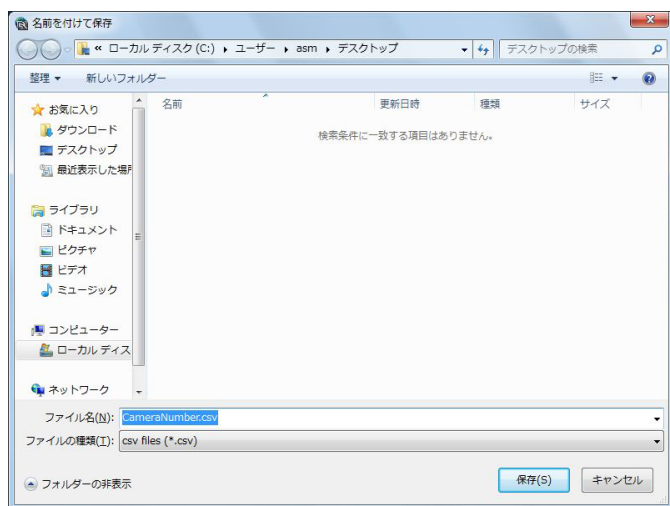 名前を付けて保存
« ローカル ディスク (C:) ▸ ユーザー ▸ asm ▸ デスクトップ
デスクトップの検索
整理 ▼ 新しいフォルダー
お気に入り
ダウンロード
デスクトップ
最近表示した場所
ライブラリ
ドキュメント
ピクチャ
ビデオ
ミュージック
コンピューター
ローカル ディス
ネットワーク
名前 更新日時 種類 サイズ
検索条件に一致する項目はありません。
ファイル名(N): CameraNumber.csv
ファイルの種類(T): csv files (*.csv)
フォルダーの非表示
保存(S) キャンセル